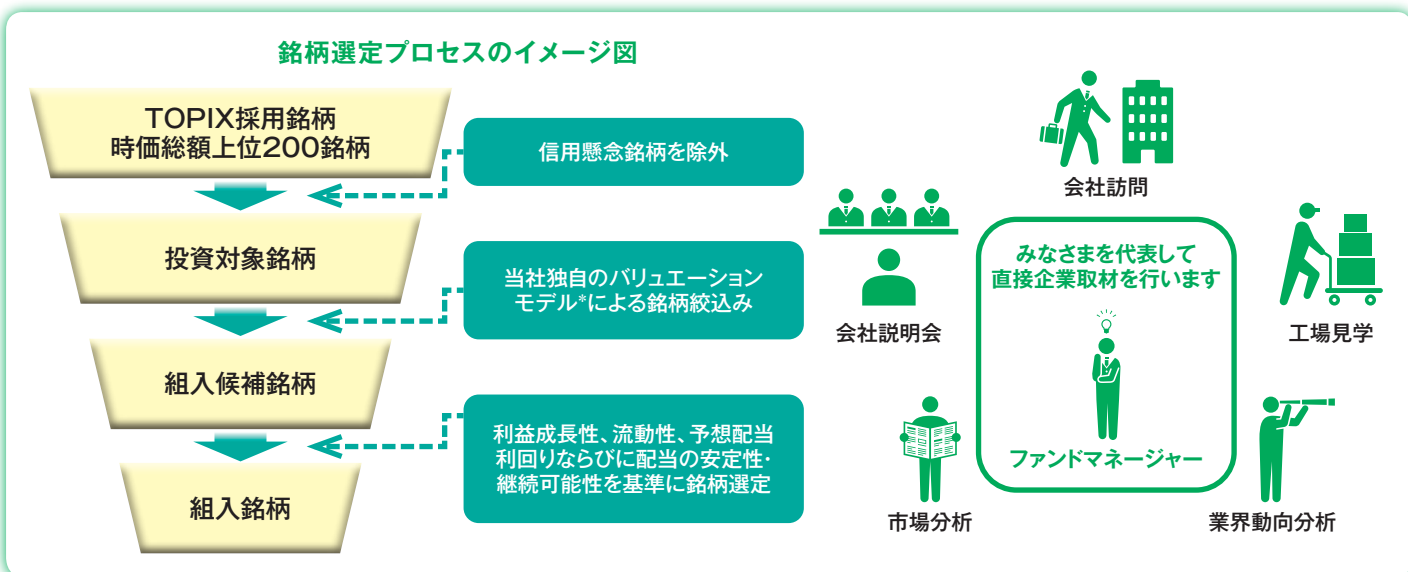 銘柄選定プロセスのイメージ図
TOPIX採用銘柄
時価総額上位200銘柄
信用懸念銘柄を除外
投資対象銘柄
当社独自のバリュエーション
モデル*による銘柄絞込み
組入候補銘柄
利益成長性、流動性、予想配当
利回りならびに配当の安定性・
継続可能性を基準に銘柄選定
組入銘柄
会社訪問
会社説明会
みなさまを代表して
直接企業取材を行います
ファンドマネージャー
工場見学
市場分析
業界動向分析